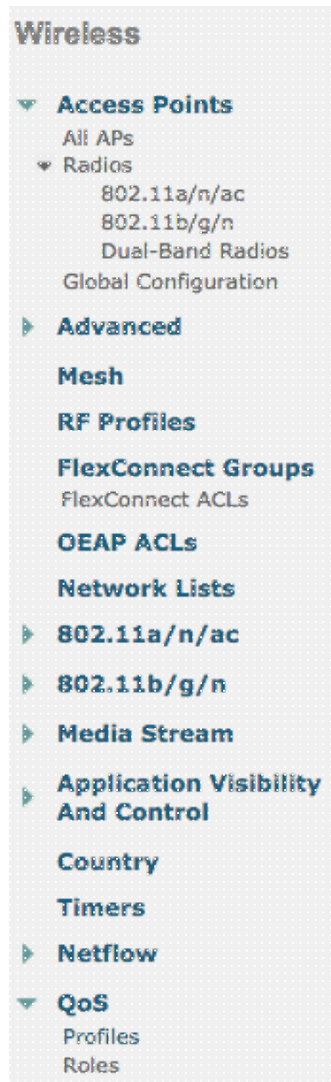 Wireless
Access Points
All APs
Radios
802.11a/n/ac
802.11b/g/n
Dual-Band Radios
Global Configuration
Advanced
Mesh
RF Profiles
FlexConnect Groups
FlexConnect ACLs
OEAP ACLs
Network Lists
802.11a/n/ac
802.11b/g/n
Media Stream
Application Visibility
And Control
Country
Timers
Netflow
QoS
Profiles
Roles